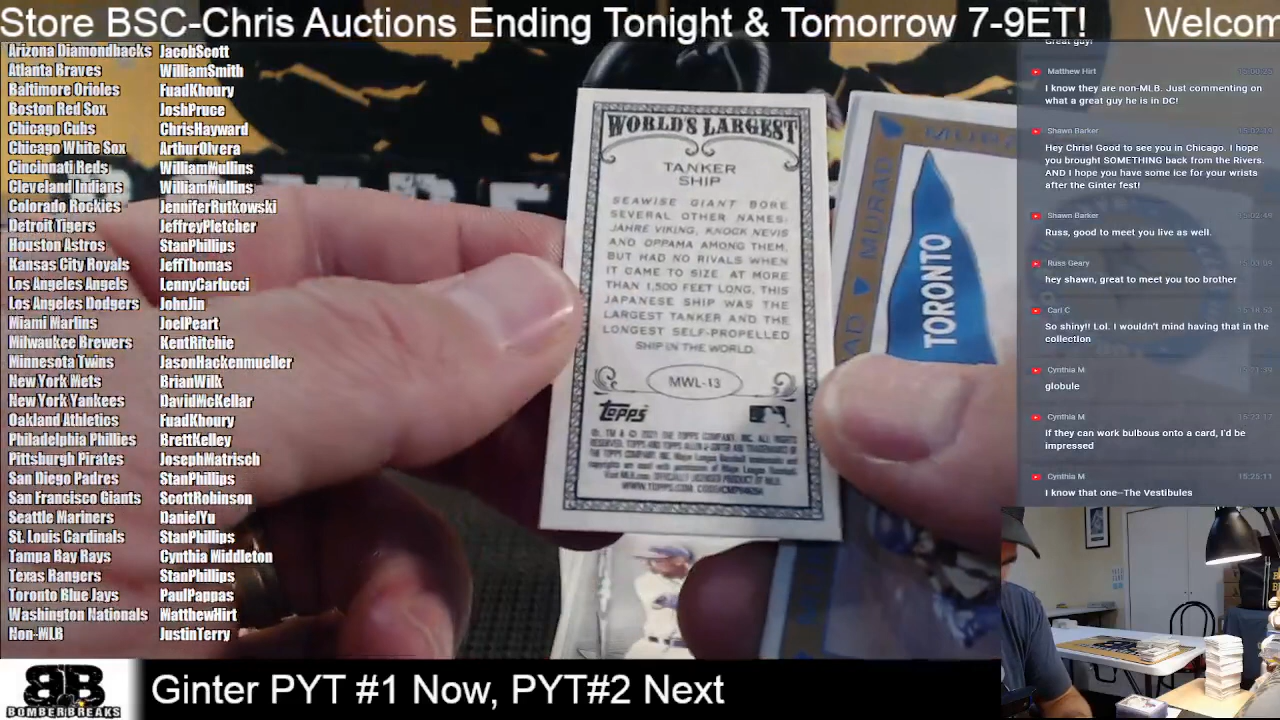 Store BSC-Chris Auctions Ending Tonight & Tomorrow 7-9ET! Welcom
Arizona Diamondbacks JacobScott
Atlanta Braves WilliamSmith
Baltimore Orioles FuadKhoury
Boston Red Sox JoshPruce
Chicago Cubs ChrisHayward
Chicago White Sox ArthurOlvera
Cincinnati Reds WilliamMullins
Cleveland Indians WilliamMullins
Colorado Rockies JenniferRutkowski
Detroit Tigers JeffreyPletcher
Houston Astros StanPhillips
Kansas City Royals JeffThomas
Los Angeles Angels LennyCarlucci
Los Angeles Dodgers JohnJin
Miami Marlins JoelPeart
Milwaukee Brewers KentRitchie
Minnesota Twins JasonHackenmueller
New York Mets BrianWilk
New York Yankees DavidMcKellar
Oakland Athletics FuadKhoury
Philadelphia Phillies BrettKelley
Pittsburgh Pirates JosephMatrisch
San Diego Padres StanPhillips
San Francisco Giants ScottRobinson
Seattle Mariners DanielYu
St. Louis Cardinals StanPhillips
Tampa Bay Rays Cynthia Middleton
Texas Rangers StanPhillips
Toronto Blue Jays PaulPappas
Washington Nationals MatthewHirt
Non-MLB JustinTerry
WORLD'S LARGEST
TANKER
SHIP
SEAWISE GIANT BORE
SEVERAL OTHER NAMES:
JAHRE VIKING, KNOCK NEVIS
AND OPPAMA AMONG THEM,
BUT HAD NO RIVALS WHEN
IT CAME TO SIZE. AT MORE
THAN 1,500 FEET LONG, THIS
JAPANESE SHIP WAS THE
LARGEST TANKER AND THE
LONGEST SELF-PROPELLED
SHIP IN THE WORLD.
MWL-13
TOPPS
MURAD
MURAD
TORONTO
Great guy!
Matthew Hirt
I know they are non-MLB. Just commenting on
what a great guy he is in DC!
Shawn Barker
Hey Chris! Good to see you in Chicago. I hope
you brought SOMETHING back from the Rivers.
AND I hope you have some ice for your wrists
after the Ginter fest!
Shawn Barker
Russ, good to meet you live as well.
Russ Geary
hey shawn, great to meet you too brother
Carl C
So shiny!! Lol. I wouldn't mind having that in the
collection
Cynthia M
globule
Cynthia M
if they can work bulbous onto a card, I'd be
impressed
Cynthia M 15:25:11
I know that one—The Vestibules
BB
BOMBERBREAKS
Ginter PYT #1 Now, PYT#2 Next